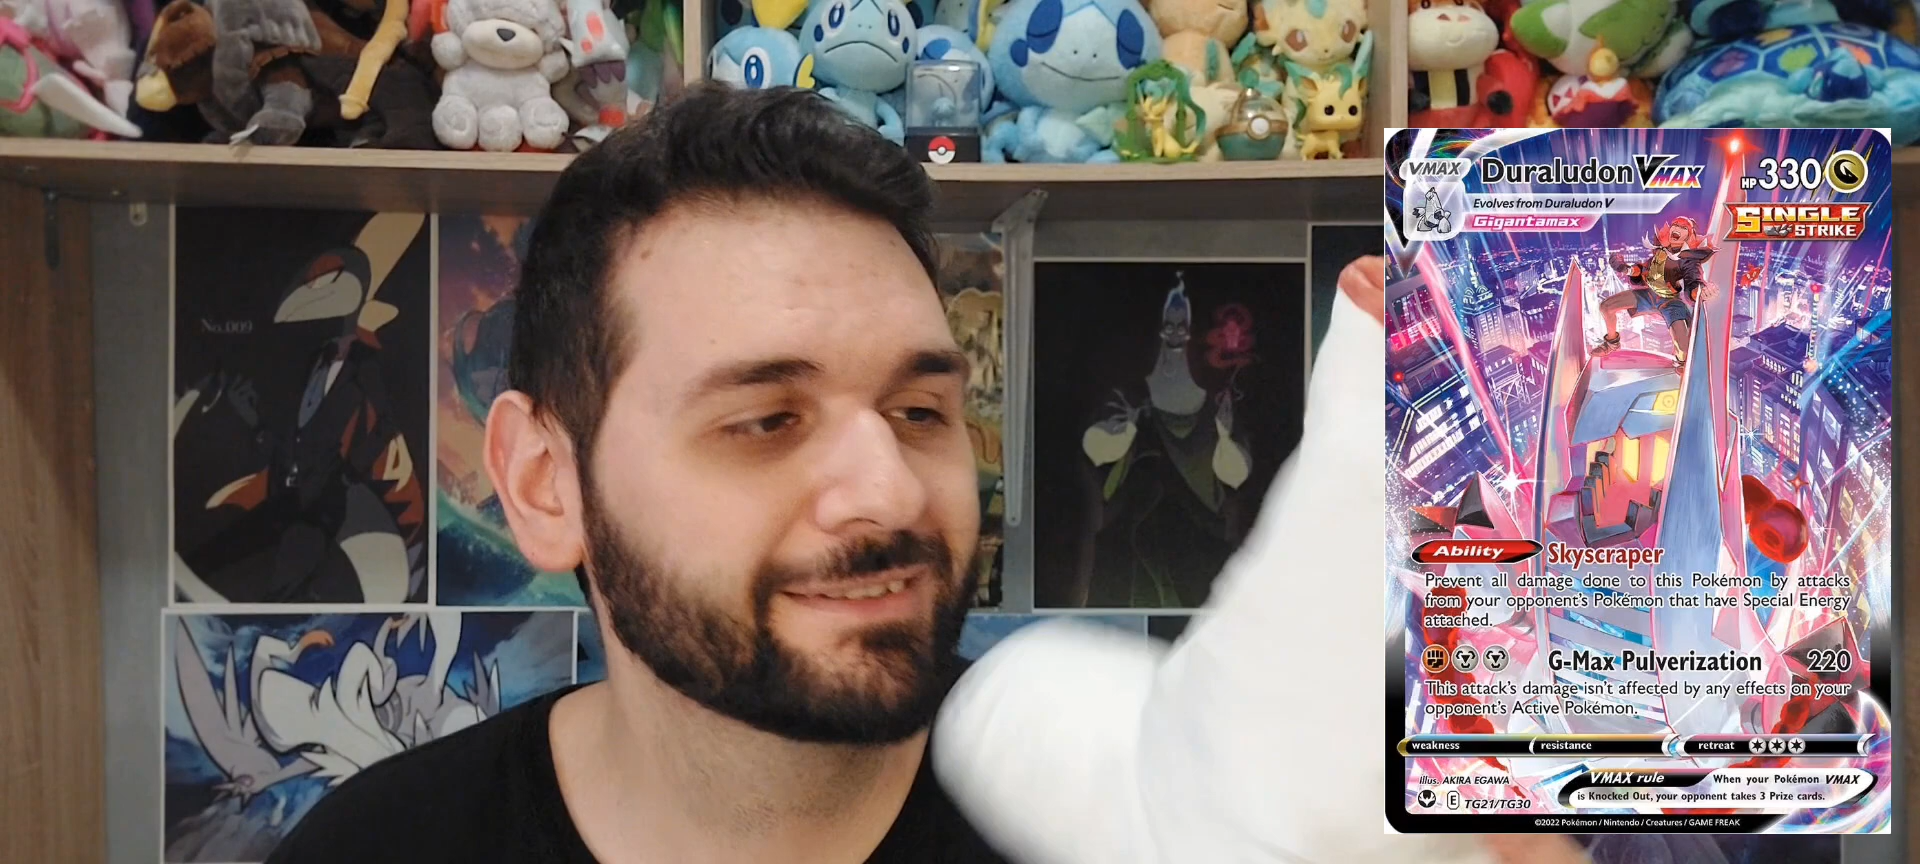 No.009
VMAX
Duraludon VMAX
HP 330
Evolves from Duraludon V
Gigantamax
SINGLE
STRIKE
Ability Skyscraper
Prevent all damage done to this Pokémon by attacks
from your opponent's Pokémon that have Special Energy
attached.
G-Max Pulverization 220
This attack's damage isn't affected by any effects on your
opponent's Active Pokémon.
weakness resistance retreat
Illus. AKIRA EGAWA
E TG21/TG30
VMAX rule When your Pokémon VMAX
is Knocked Out, your opponent takes 3 Prize cards.
©2022 Pokémon / Nintendo / Creatures / GAME FREAK